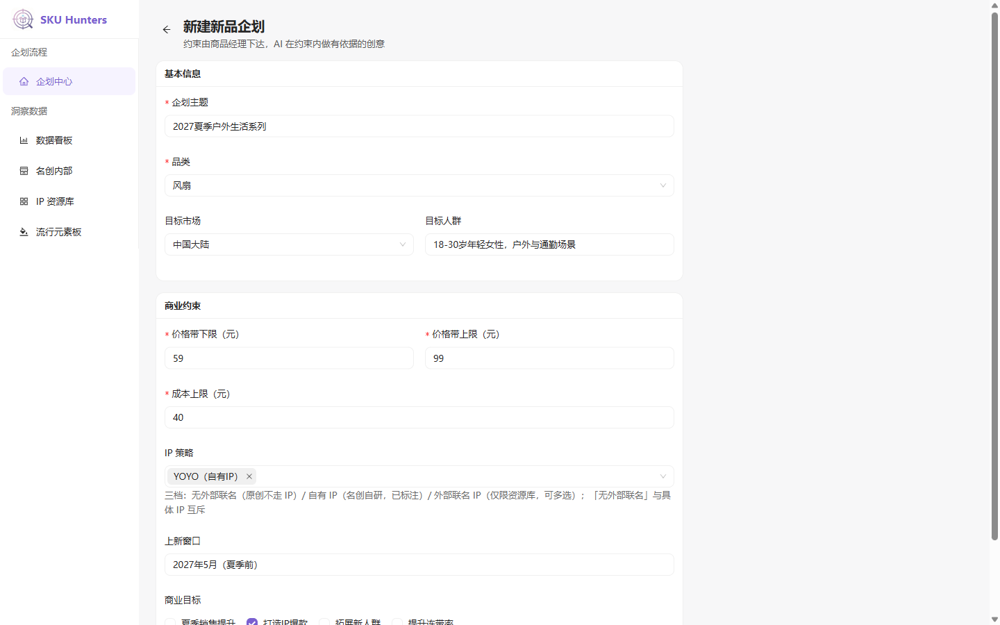 SKU Hunters
企划流程
企划中心
洞察数据
数据看板
名创内部
IP 资源库
流行元素板
新建新品企划
约束由商品经理下达，AI 在约束内做有依据的创意
基本信息
* 企划主题
2027夏季户外生活系列
* 品类
风扇
目标市场
目标人群
中国大陆
18-30岁年轻女性，户外与通勤场景
商业约束
* 价格带下限（元）
* 价格带上限（元）
59
99
* 成本上限（元）
40
IP 策略
YOYO（自有IP）
三档：无外部联名（原创不走 IP）/ 自有 IP（名创自研，已标注）/ 外部联名 IP（仅限资源库，可多选）；「无外部联名」与具
体 IP 互斥
上新窗口
2027年5月（夏季前）
商业目标
夏季销售提升 打造IP爆款 拓展新人群 提升连带率